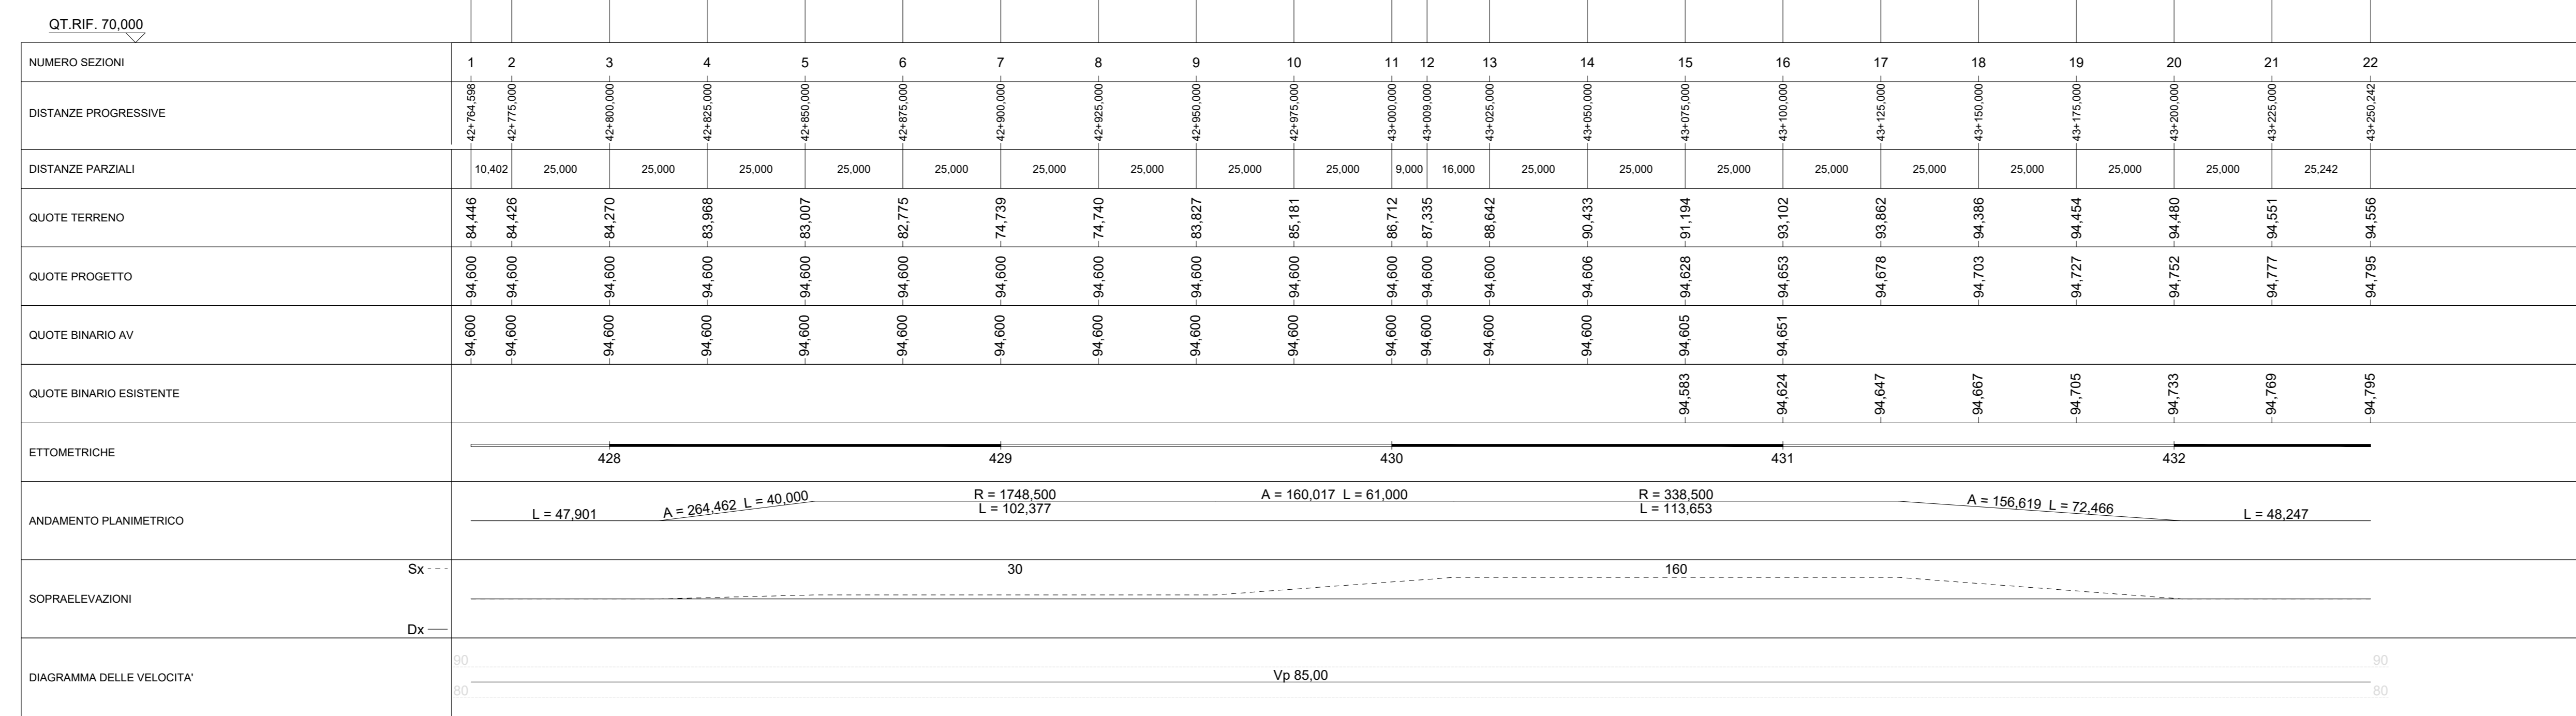 QT.RIF. 70,000
NUMERO SEZIONI 1 2 3 4 5 6 7 8 9 10 11 12 13 14 15 16 17 18 19 20 21 22
DISTANZE PROGRESSIVE 42+764,598 42+775,000 42+800,000 42+825,000 42+850,000 42+875,000 42+900,000 42+925,000 42+950,000 42+975,000 43+000,000 43+009,000 43+025,000 43+050,000 43+075,000 43+100,000 43+125,000 43+150,000 43+175,000 43+200,000 43+225,000 43+250,242
DISTANZE PARZIALI 10,402 25,000 25,000 25,000 25,000 25,000 25,000 25,000 25,000 25,000 9,000 16,000 25,000 25,000 25,000 25,000 25,000 25,000 25,000 25,000 25,242
QUOTE TERRENO 84,446 84,426 84,270 83,968 83,007 82,775 74,739 74,740 83,827 85,181 86,712 87,335 88,642 90,433 91,194 93,102 93,862 94,386 94,454 94,480 94,551 94,556
QUOTE PROGETTO 94,600 94,600 94,600 94,600 94,600 94,600 94,600 94,600 94,600 94,600 94,600 94,600 94,600 94,606 94,628 94,653 94,678 94,703 94,727 94,752 94,777 94,795
QUOTE BINARIO AV 94,600 94,600 94,600 94,600 94,600 94,600 94,600 94,600 94,600 94,600 94,600 94,600 94,600 94,600 94,605 94,651
QUOTE BINARIO ESISTENTE 94,583 94,624 94,647 94,667 94,705 94,733 94,769 94,795
ETTOMETRICHE 428 429 430 431 432
ANDAMENTO PLANIMETRICO L = 47,901 A = 264,462 L = 40,000 R = 1748,500 L = 102,377 A = 160,017 L = 61,000 R = 338,500 L = 113,653 A = 156,619 L = 72,466 L = 48,247
Sx 30 160
SOPRAELEVAZIONI
Dx
90 90
DIAGRAMMA DELLE VELOCITA' Vp 85,00
80 80